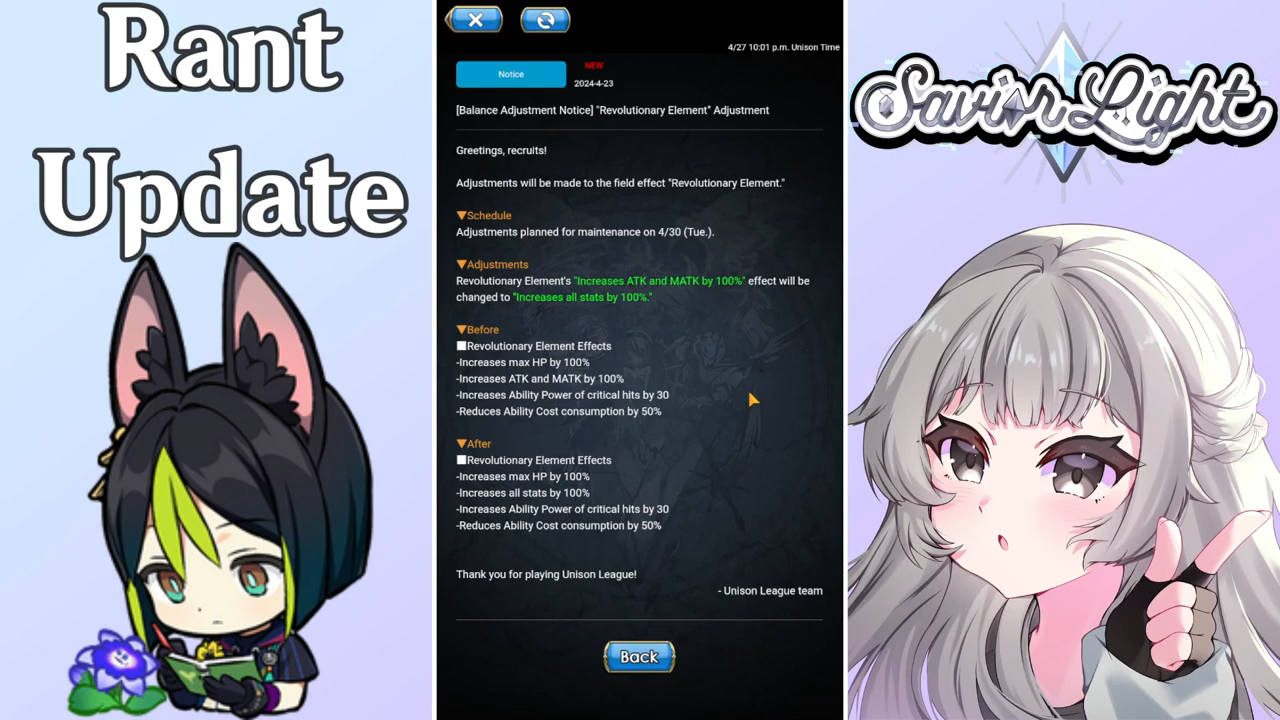 Rant
Update
4/27 10:01 p.m. Unison Time
Notice
NEW
2024-4-23
[Balance Adjustment Notice] "Revolutionary Element" Adjustment
Greetings, recruits!
Adjustments will be made to the field effect "Revolutionary Element."
▼Schedule
Adjustments planned for maintenance on 4/30 (Tue.).
▼Adjustments
Revolutionary Element's "Increases ATK and MATK by 100%" effect will be
changed to "Increases all stats by 100%."
▼Before
■Revolutionary Element Effects
-Increases max HP by 100%
-Increases ATK and MATK by 100%
-Increases Ability Power of critical hits by 30
-Reduces Ability Cost consumption by 50%
▼After
■Revolutionary Element Effects
-Increases max HP by 100%
-Increases all stats by 100%
-Increases Ability Power of critical hits by 30
-Reduces Ability Cost consumption by 50%
Thank you for playing Unison League!
- Unison League team
Back
Savior Light